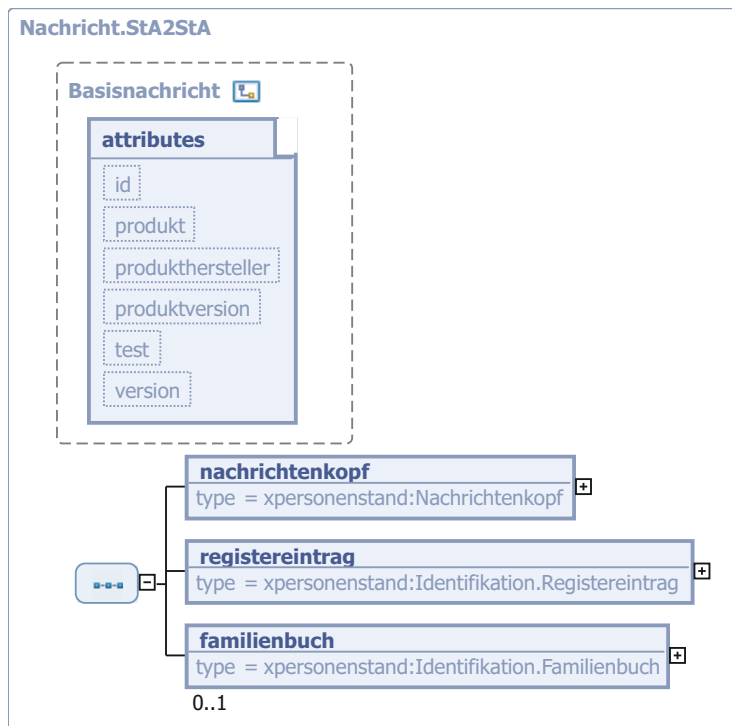 Nachricht.StA2StA
Basisnachricht
attributes
id
produkt
produkthersteller
produktversion
test
version
nachrichtenkopf
type = xpersonenstand:Nachrichtenkopf
registereintrag
type = xpersonenstand:Identifikation.Registereintrag
familienbuch
type = xpersonenstand:Identifikation.Familienbuch
0..1